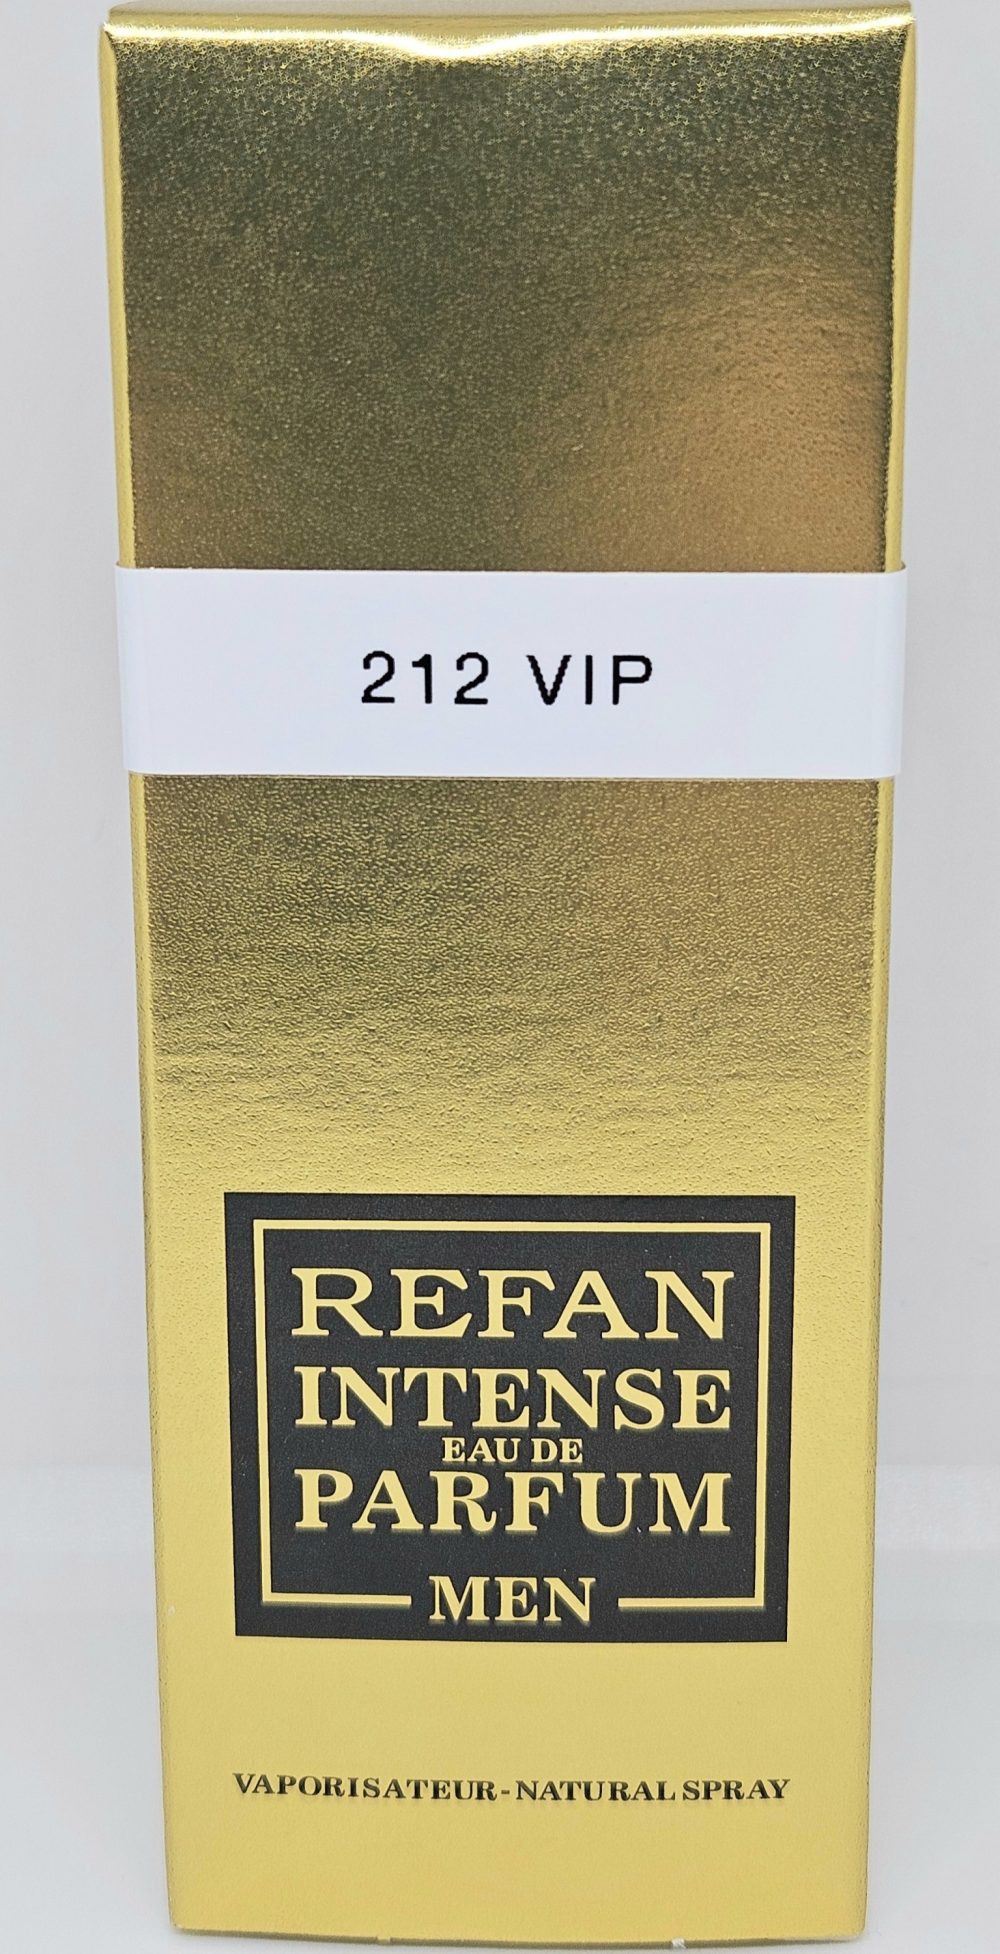 212 VIP
REFAN
INTENSE
EAU DE
PARFUM
MEN
VAPORISATEUR-NATURAL SPRAY